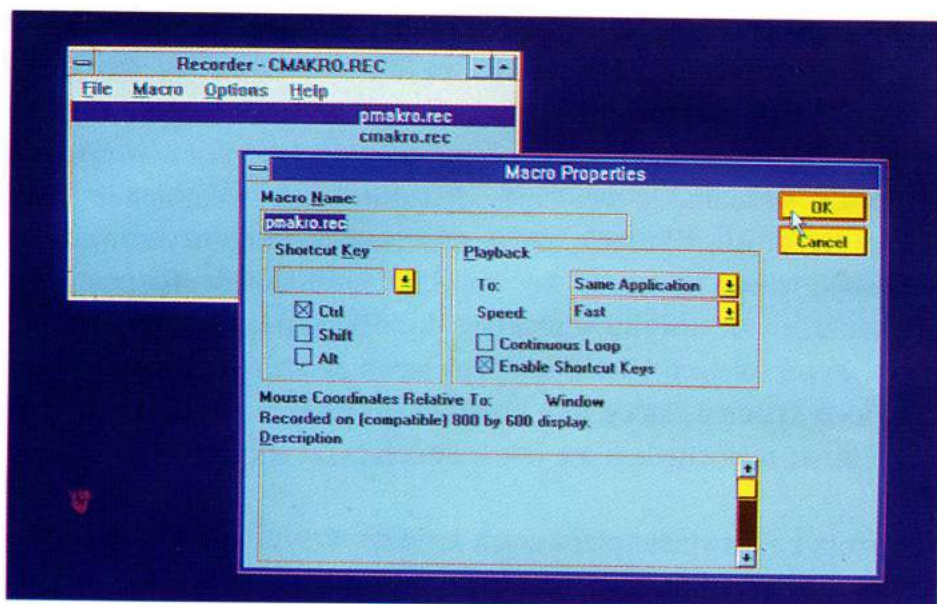 Recorder - CMAKRO.REC
File Macro Options Help
pmakro.rec
cmakro.rec
Macro Properties
Macro Name:
pmakro.rec
OK
Cancel
Shortcut Key
Ctrl
Shift
Alt
Playback
To: Same Application
Speed: Fast
Continuous Loop
Enable Shortcut Keys
Mouse Coordinates Relative To: Window
Recorded on (compatible) 800 by 600 display.
Description